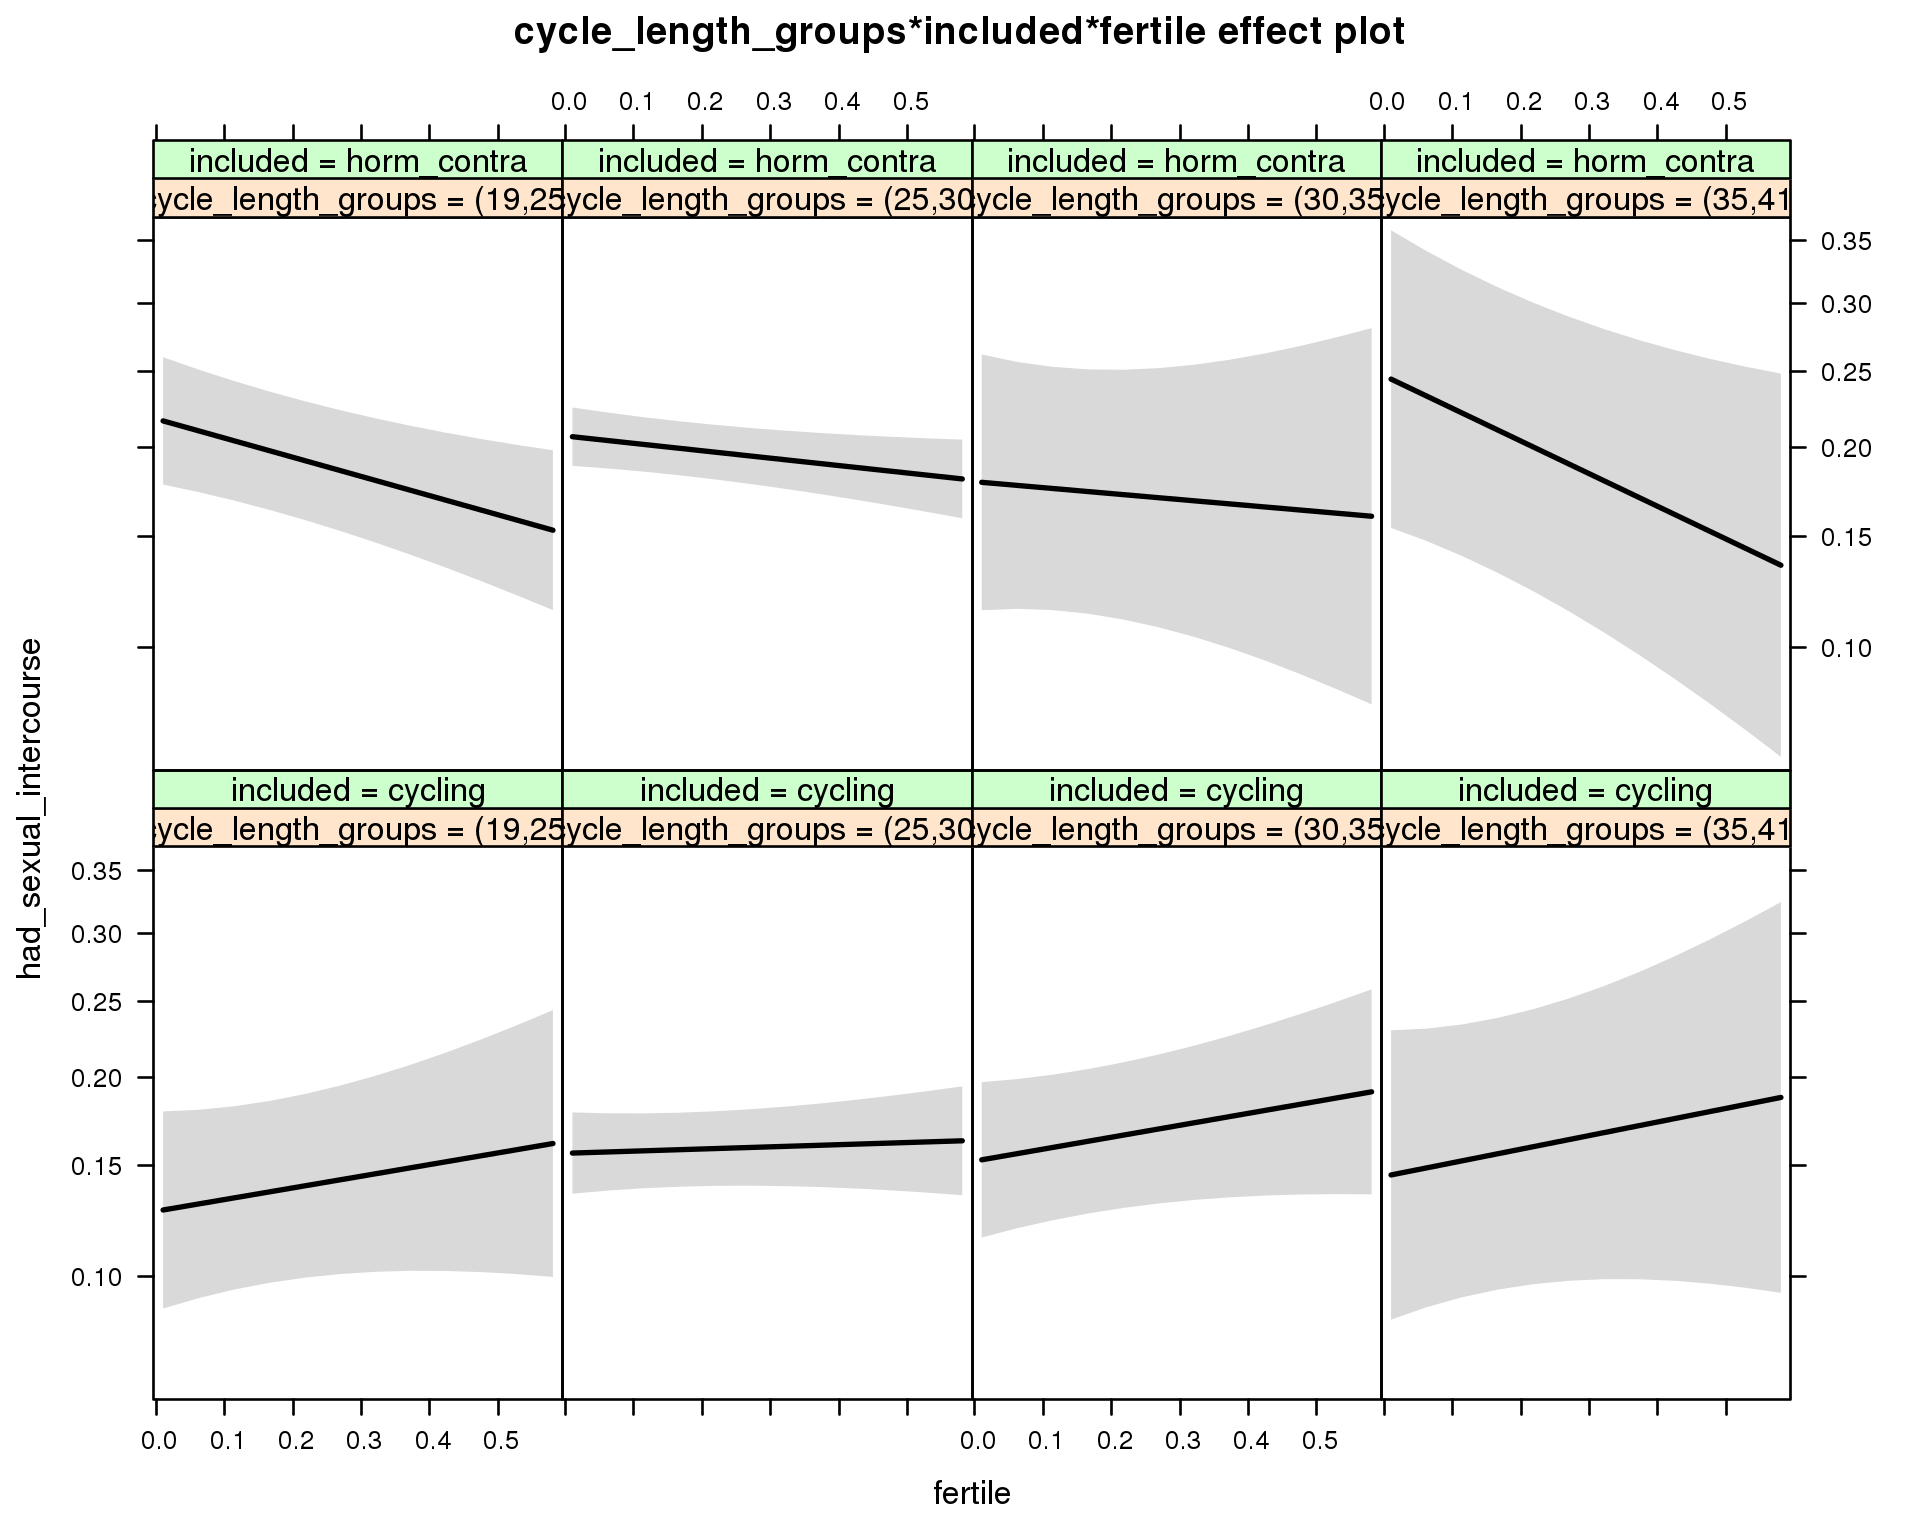 cycle_length_groups*included*fertile effect plot
0.0 0.1 0.2 0.3 0.4 0.5 0.0 0.1 0.2 0.3 0.4 0.5
included = horm_contra included = horm_contra included = horm_contra included = horm_contra
cycle_length_groups = (19,25 ycle_length_groups = (25,30 cycle_length_groups = (30,35 ycle_length_groups = (35,41
0.35
0.30
0.25
0.20
0.15
0.10
had_sexual_intercourse
included = cycling included = cycling included = cycling included = cycling
cycle_length_groups = (19,25 ycle_length_groups = (25,30 cycle_length_groups = (30,35 ycle_length_groups = (35,41
0.35
0.30
0.25
0.20
0.15
0.10
0.0 0.1 0.2 0.3 0.4 0.5 0.0 0.1 0.2 0.3 0.4 0.5
fertile